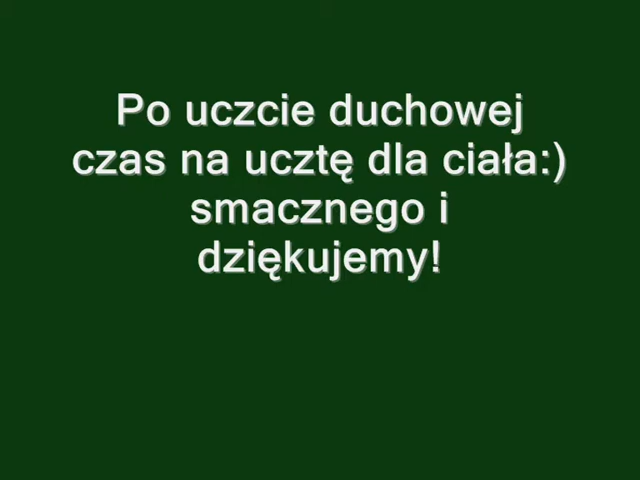 Po uczcie duchowej
czas na ucztę dla ciała:)
smacznego i
dziękujemy!